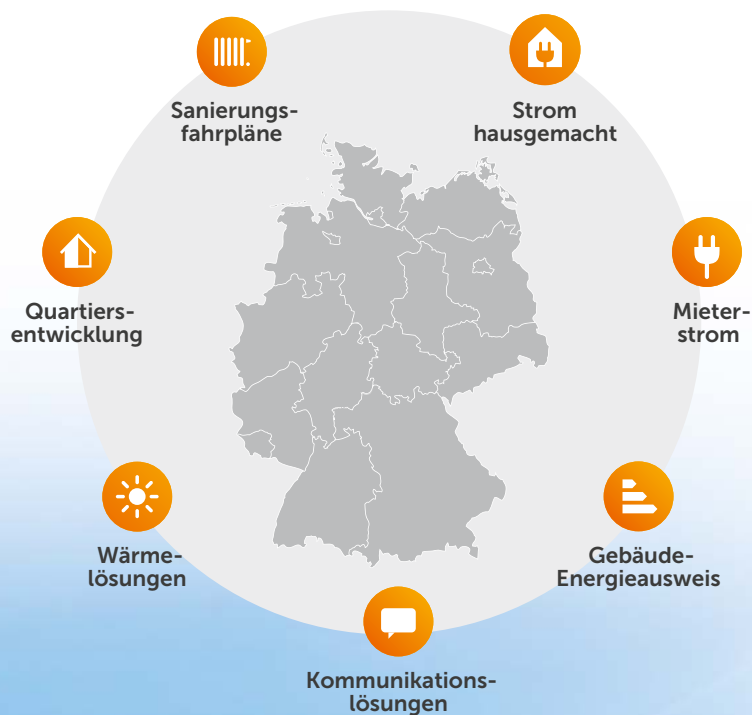 Sanierungs-
fahrpläne
Strom
hausgemacht
Quartiers-
entwicklung
Mieter-
strom
Wärme-
lösungen
Gebäude-
Energieausweis
Kommunikations-
lösungen